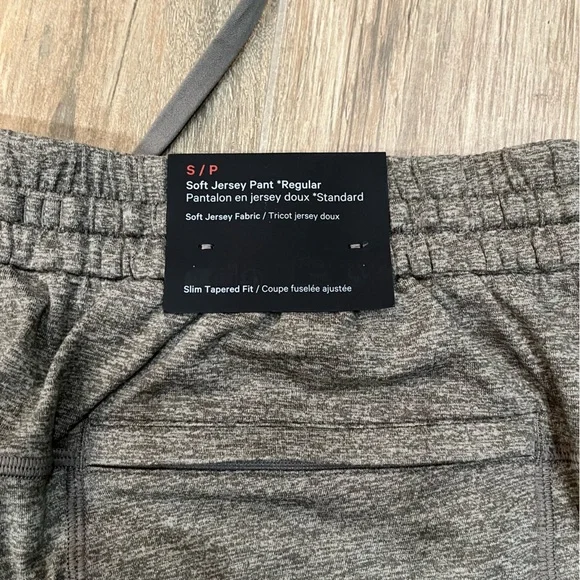 S / P
Soft Jersey Pant *Regular
Pantalon en jersey doux *Standard
Soft Jersey Fabric / Tricot jersey doux
Slim Tapered Fit / Coupe fuselée ajustée